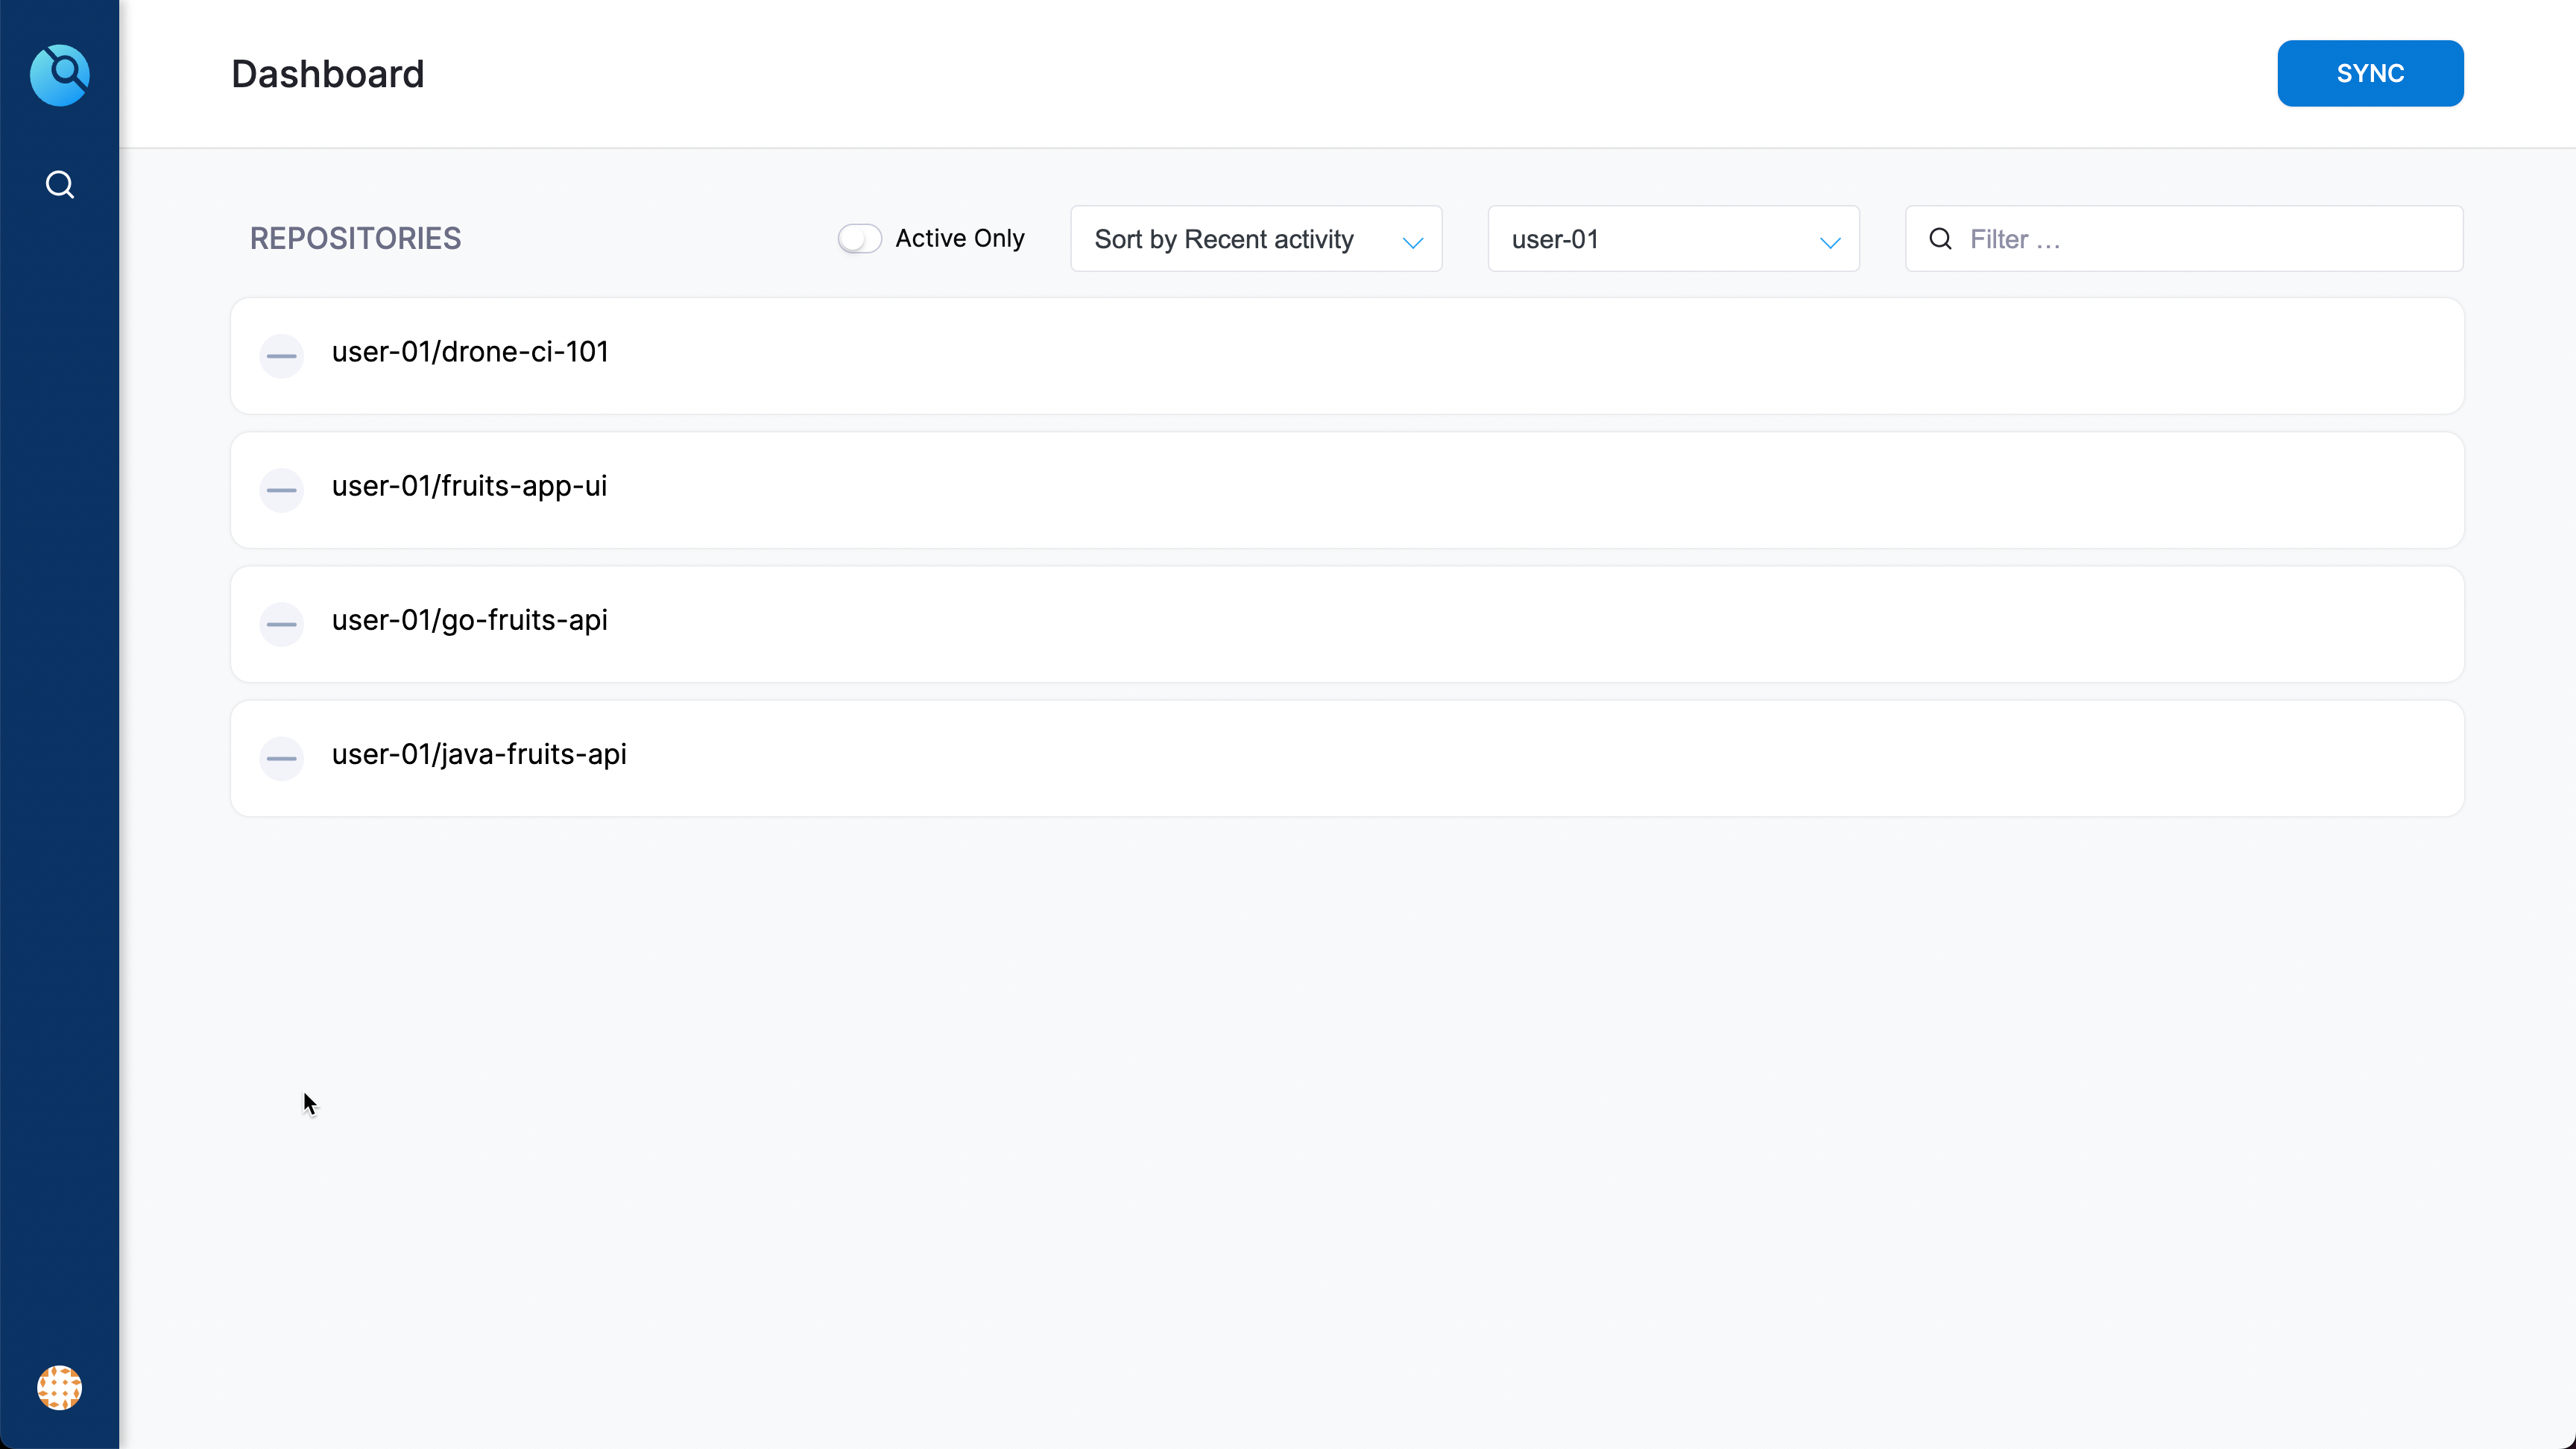 Dashboard
SYNC
REPOSITORIES
Active Only
Sort by Recent activity
user-01
Filter ...
user-01/drone-ci-101
user-01/fruits-app-ui
user-01/go-fruits-api
user-01/java-fruits-api